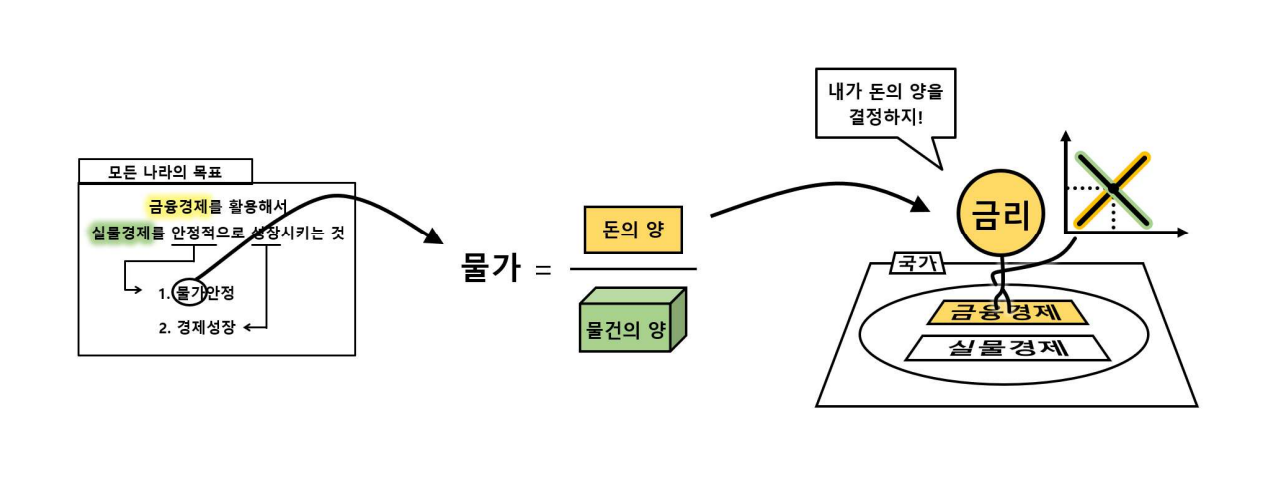 모든 나라의 목표
금융경제를 활용해서
실물경제를 안정적으로 성장시키는 것
1. 물가안정
2. 경제성장
물가 =
돈의 양
물건의 양
내가 돈의 양을
결정하지!
금리
국가
금융경제
실물경제